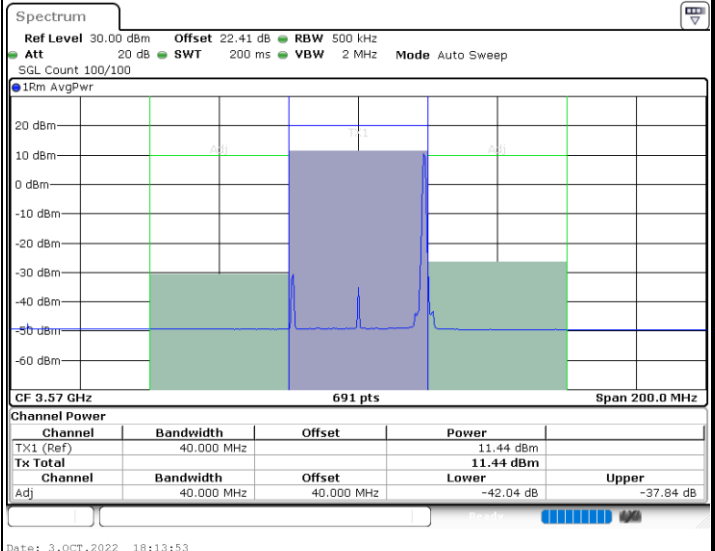 Spectrum
Ref Level 30.00 dBm Offset 22.41 dB RBW 500 kHz
Att 20 dB SWT 200 ms VBW 2 MHz Mode Auto Sweep
SGL Count 100/100
1Rm AvgPwr
20 dBm
TX1
10 dBm
Adj
Adj
0 dBm
-10 dBm
-20 dBm
-30 dBm
-40 dBm
-50 dBm
-60 dBm
CF 3.57 GHz 691 pts Span 200.0 MHz
Channel Power
Channel Bandwidth Offset Power
TX1 (Ref) 40.000 MHz 11.44 dBm
Tx Total 11.44 dBm
Channel Bandwidth Offset Lower Upper
Adj 40.000 MHz 40.000 MHz -42.04 dB -37.84 dB
Ready
Date: 3.OCT.2022 18:13:53